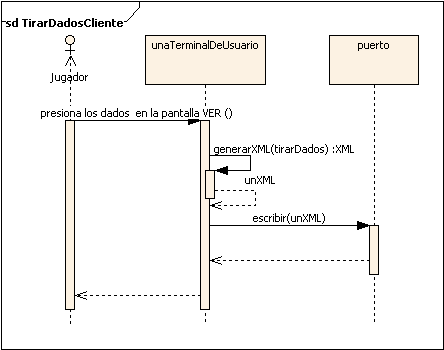 sd TirarDadosCliente
unaTerminalDeUsuario
puerto
Jugador
presiona los dados en la pantalla VER ()
generarXML(tirarDados) :XML
unXML
escribir(unXML)